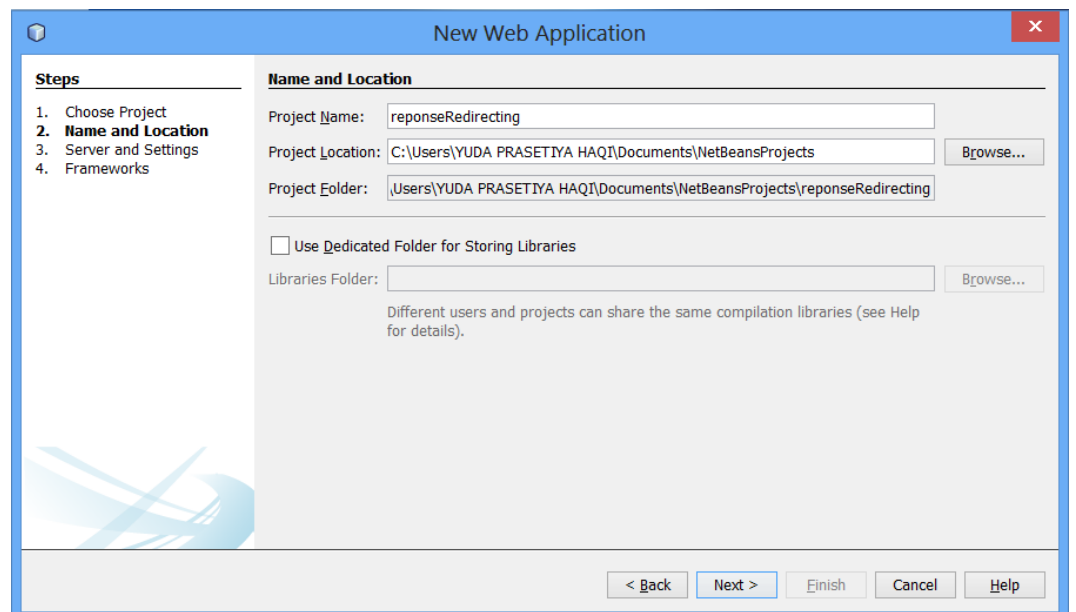 New Web Application
Steps
1. Choose Project
2. Name and Location
3. Server and Settings
4. Frameworks
Name and Location
Project Name: reponseRedirecting
Project Location: C:\Users\YUDA PRASETIYA HAQI\Documents\NetBeansProjects Browse...
Project Folder: \Users\YUDA PRASETIYA HAQI\Documents\NetBeansProjects\reponseRedirecting
Use Dedicated Folder for Storing Libraries
Libraries Folder: Browse...
Different users and projects can share the same compilation libraries (see Help
for details).
< Back Next > Finish Cancel Help